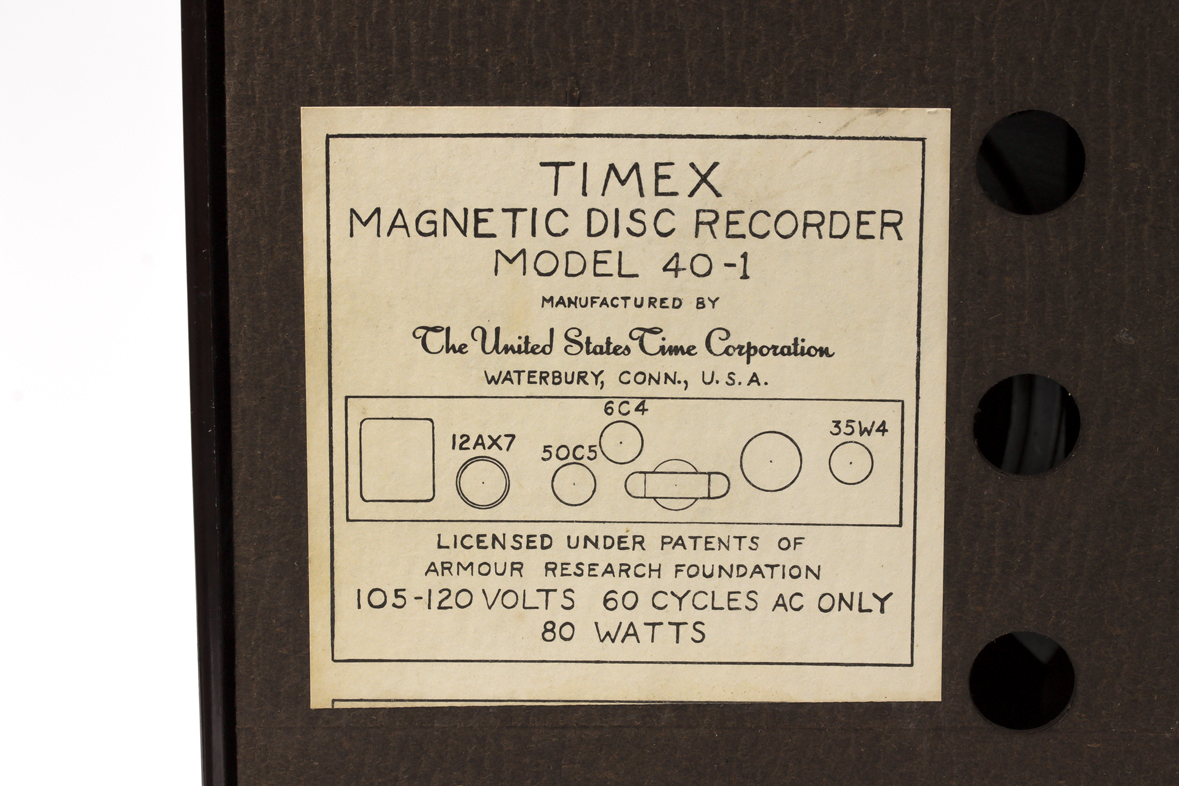 TIMEX
MAGNETIC DISC RECORDER
MODEL 40-1
MANUFACTURED BY
The United States Time Corporation
WATERBURY, CONN., U.S.A.
6C4
12AX7 50C5 35W4
LICENSED UNDER PATENTS OF
ARMOUR RESEARCH FOUNDATION
105-120 VOLTS 60 CYCLES AC ONLY
80 WATTS